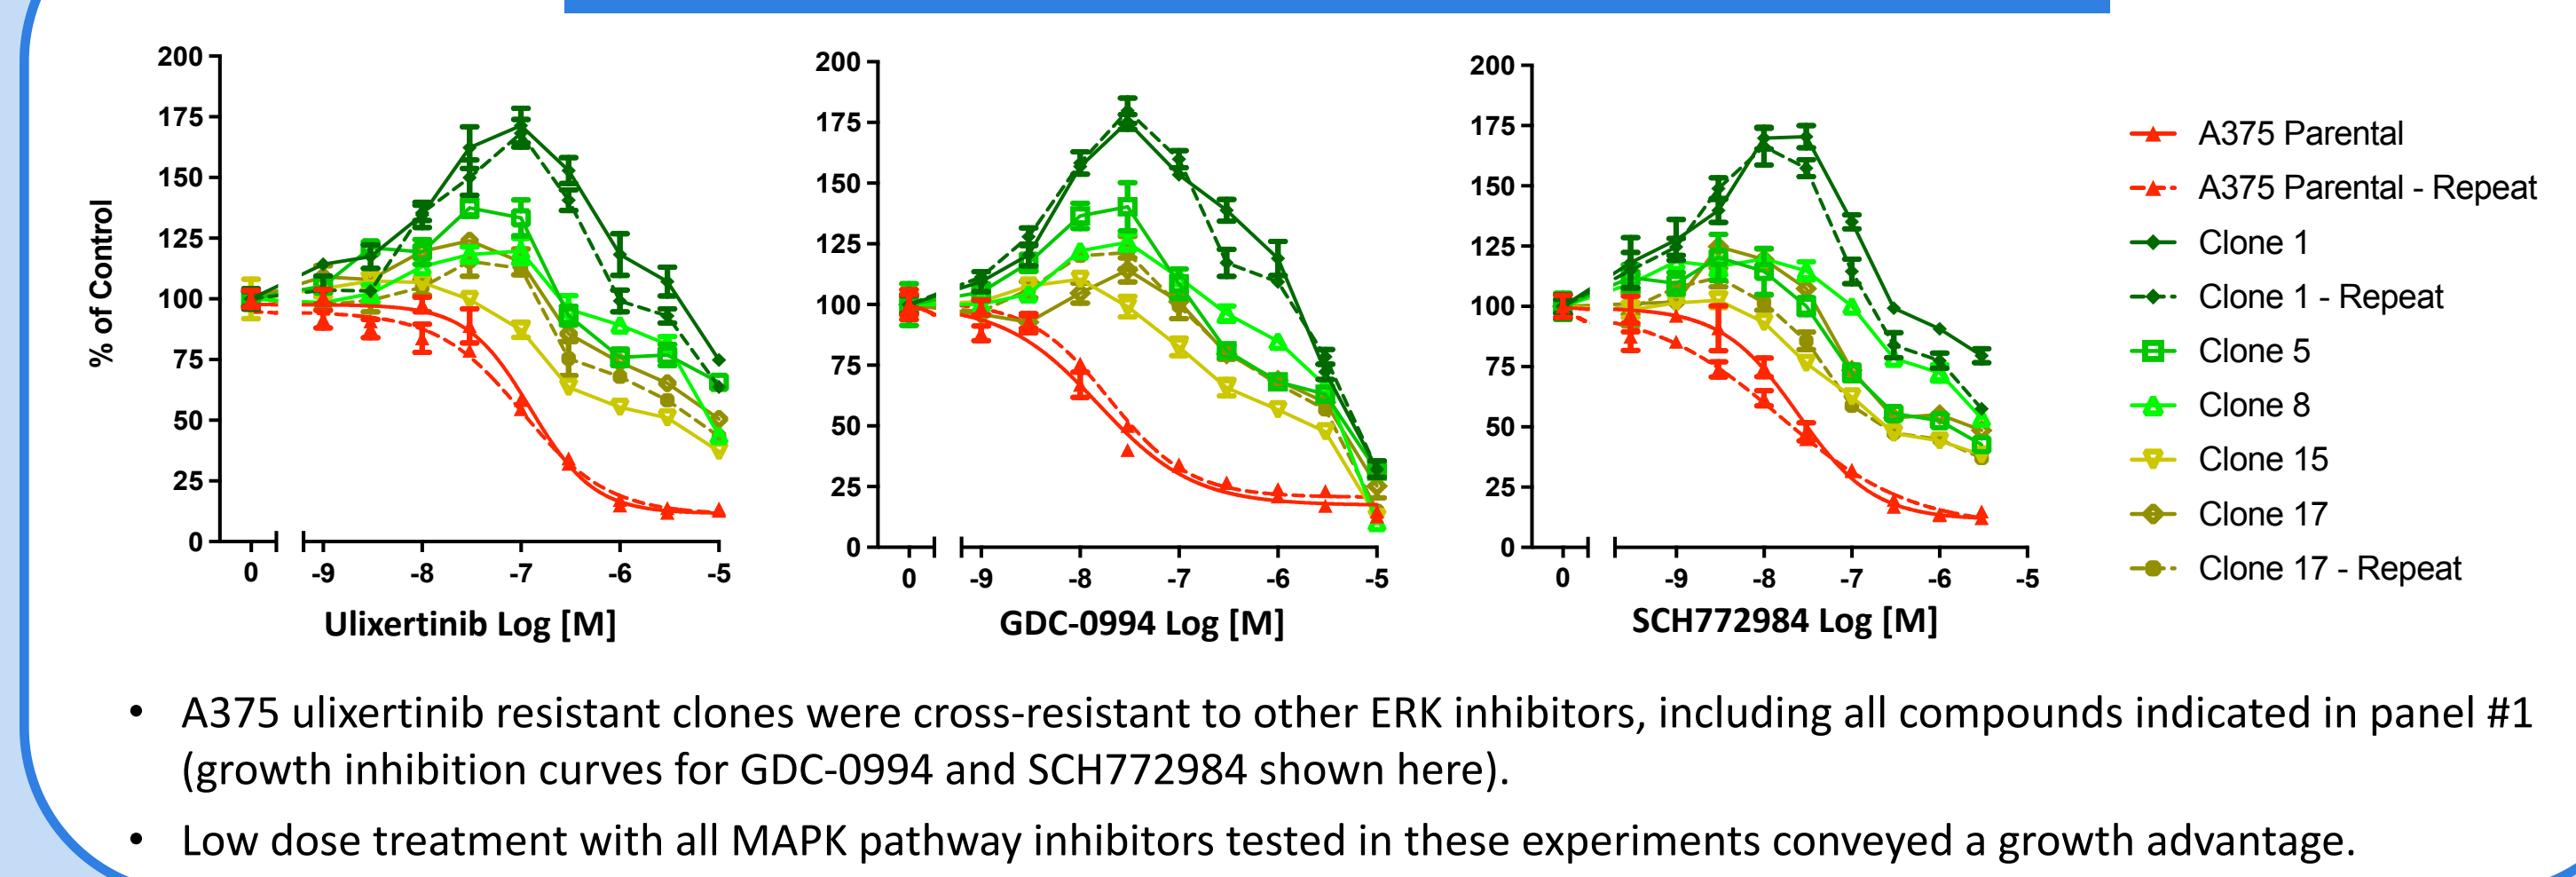 200
175
150
125
100
75
50
25
0
% of Control
0 -9 -8 -7 -6 -5
Ulixertinib Log [M]
200
175
150
125
100
75
50
25
0
0 -9 -8 -7 -6 -5
GDC-0994 Log [M]
200
175
150
125
100
75
50
25
0
0 -9 -8 -7 -6 -5
SCH772984 Log [M]
A375 Parental
A375 Parental - Repeat
Clone 1
Clone 1 - Repeat
Clone 5
Clone 8
Clone 15
Clone 17
Clone 17 - Repeat
• A375 ulixertinib resistant clones were cross-resistant to other ERK inhibitors, including all compounds indicated in panel #1
(growth inhibition curves for GDC-0994 and SCH772984 shown here).
• Low dose treatment with all MAPK pathway inhibitors tested in these experiments conveyed a growth advantage.